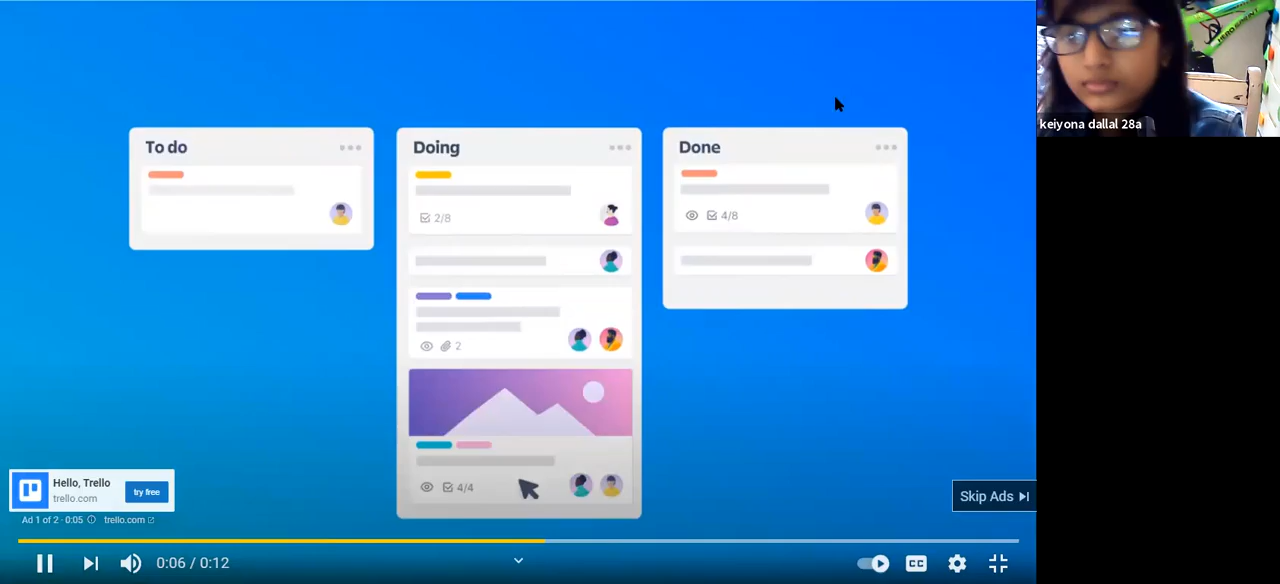 To do
Doing
Done
2/8
4/8
2
4/4
Hello, Trello
trello.com
try free
Ad 1 of 2 · 0:05
trello.com
Skip Ads
0:06 / 0:12
CC
keiyona dallal 28a